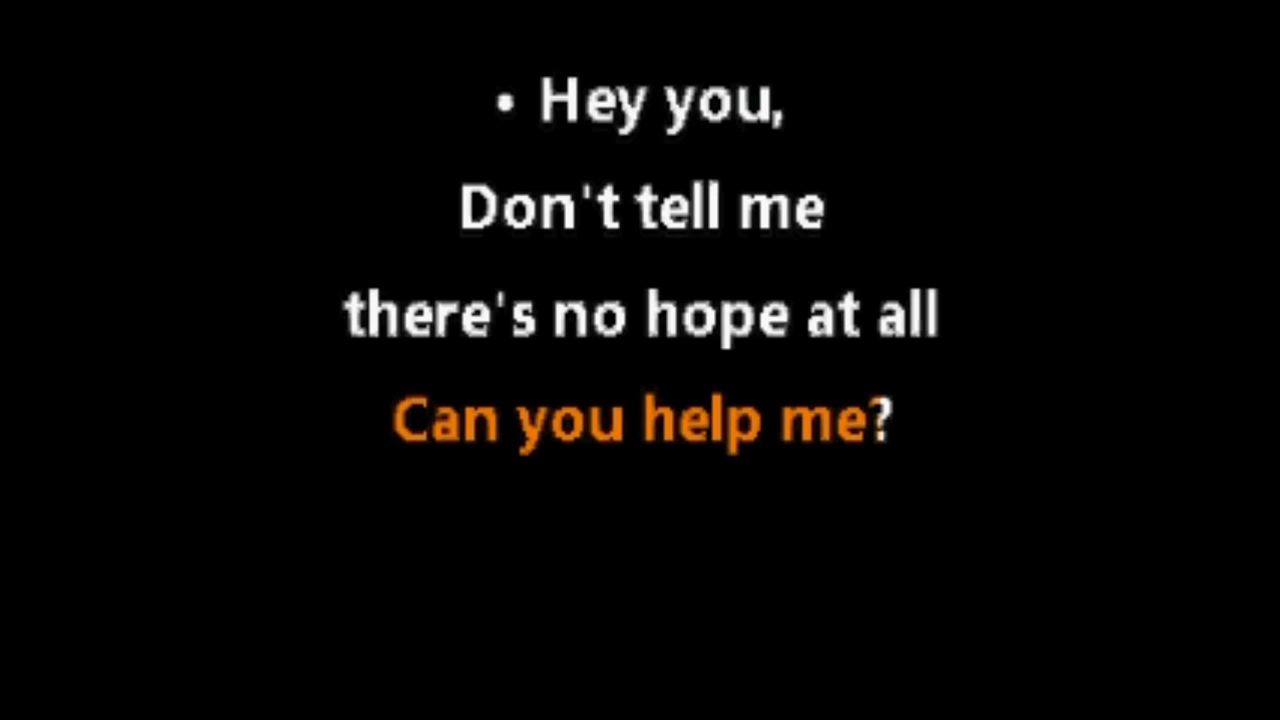 • Hey you,
Don't tell me
there's no hope at all
Can you help me?